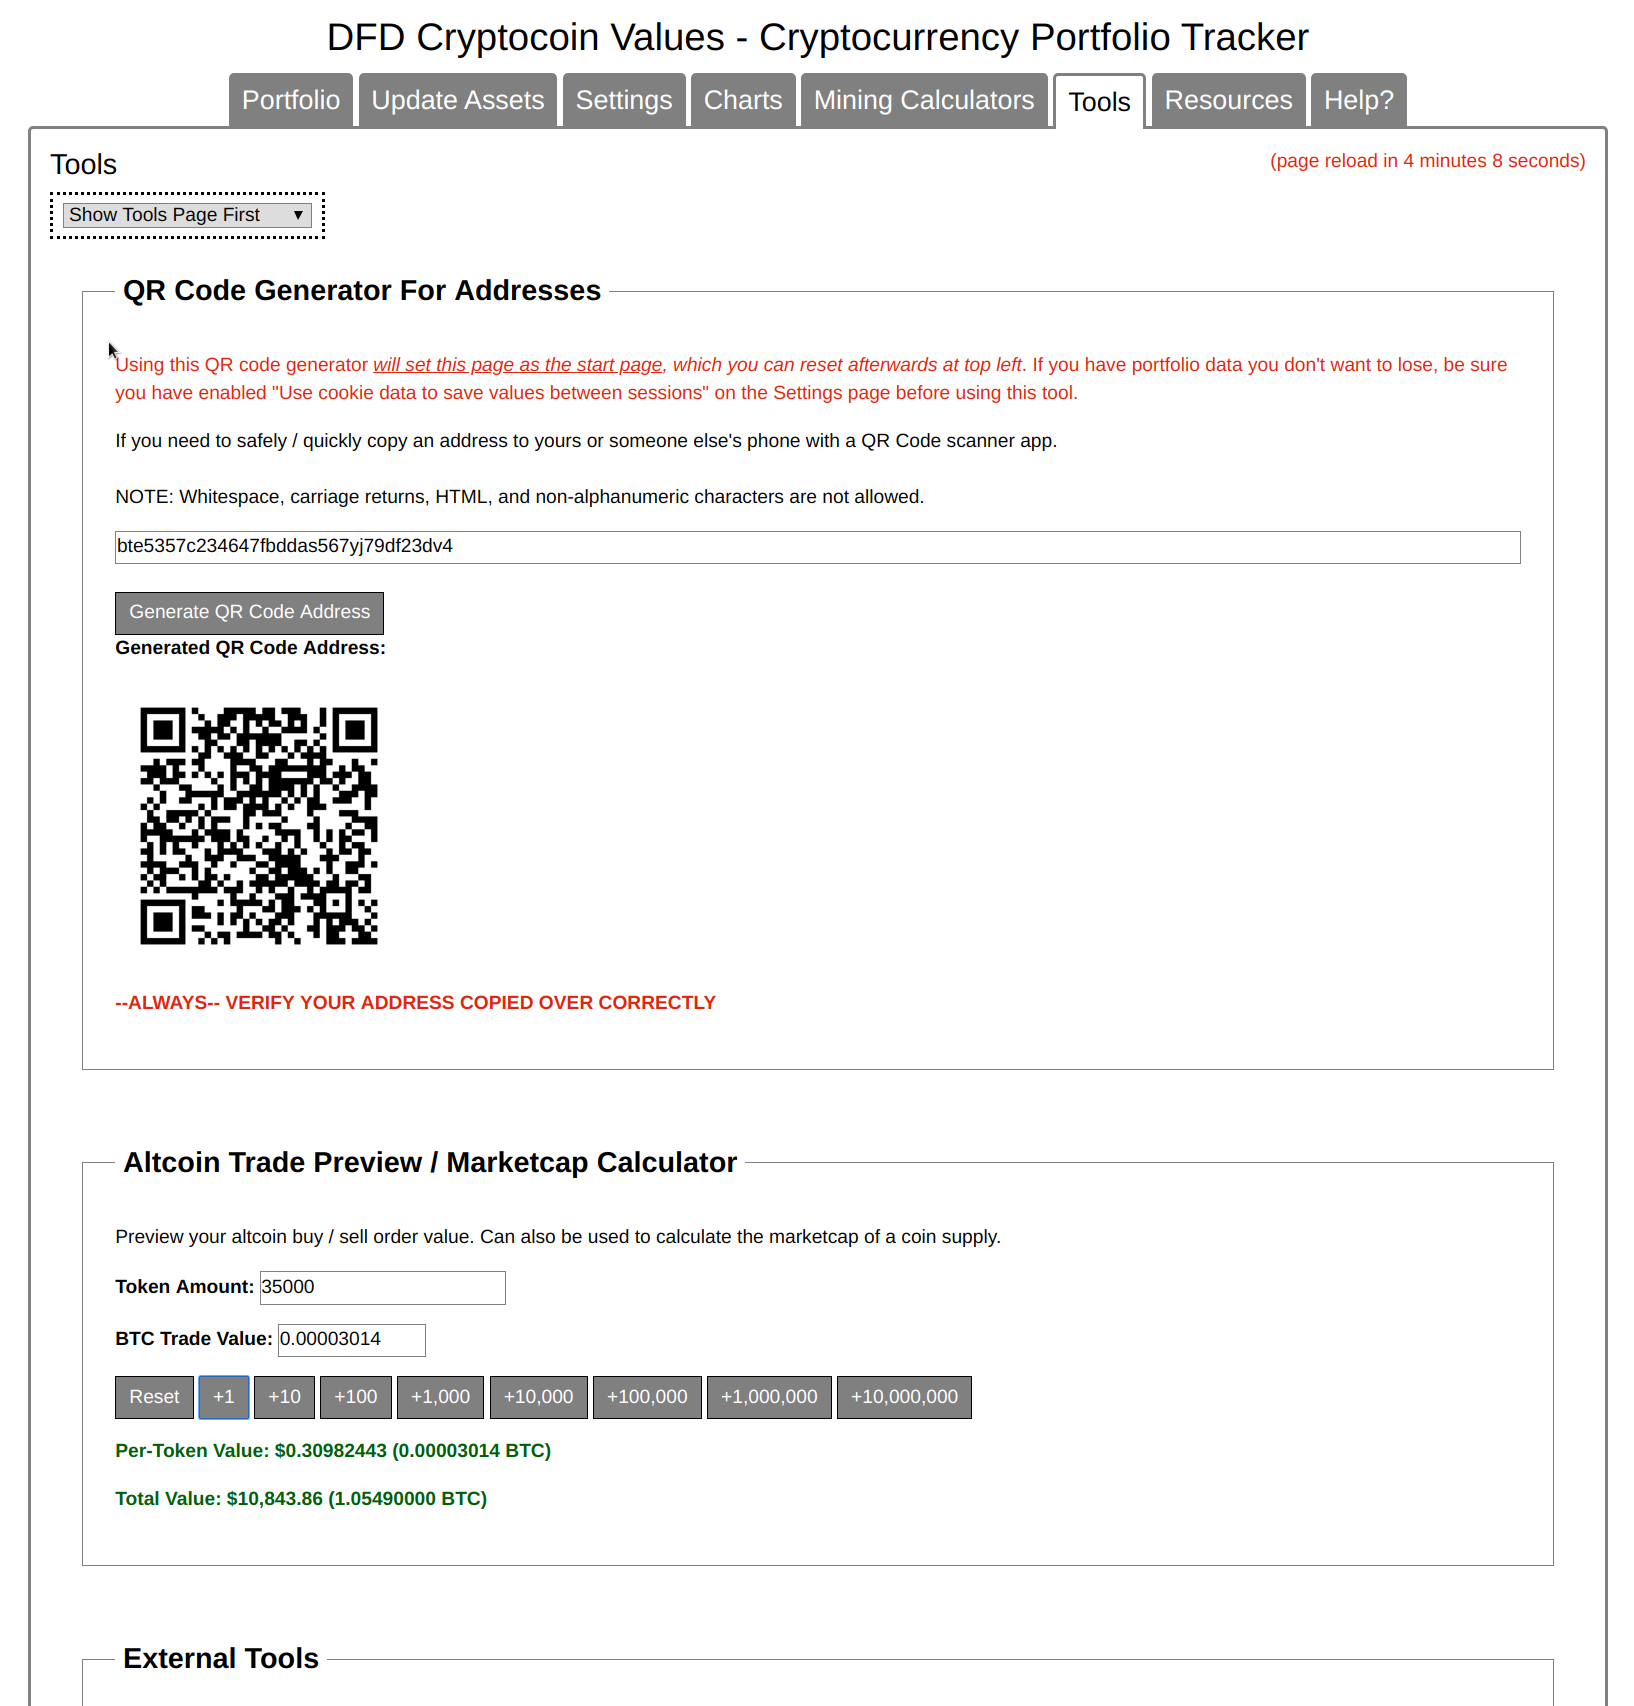 DFD Cryptocoin Values - Cryptocurrency Portfolio Tracker
Portfolio Update Assets Settings Charts Mining Calculators Tools Resources Help?
Tools
(page reload in 4 minutes 8 seconds)
Show Tools Page First
QR Code Generator For Addresses
Using this QR code generator will set this page as the start page, which you can reset afterwards at top left. If you have portfolio data you don't want to lose, be sure
you have enabled "Use cookie data to save values between sessions" on the Settings page before using this tool.
If you need to safely / quickly copy an address to yours or someone else's phone with a QR Code scanner app.
NOTE: Whitespace, carriage returns, HTML, and non-alphanumeric characters are not allowed.
bte5357c234647fbddas567yj79df23dv4
Generate QR Code Address
Generated QR Code Address:
--ALWAYS-- VERIFY YOUR ADDRESS COPIED OVER CORRECTLY
Altcoin Trade Preview / Marketcap Calculator
Preview your altcoin buy / sell order value. Can also be used to calculate the marketcap of a coin supply.
Token Amount: 35000
BTC Trade Value: 0.00003014
Reset +1 +10 +100 +1,000 +10,000 +100,000 +1,000,000 +10,000,000
Per-Token Value: $0.30982443 (0.00003014 BTC)
Total Value: $10,843.86 (1.05490000 BTC)
External Tools